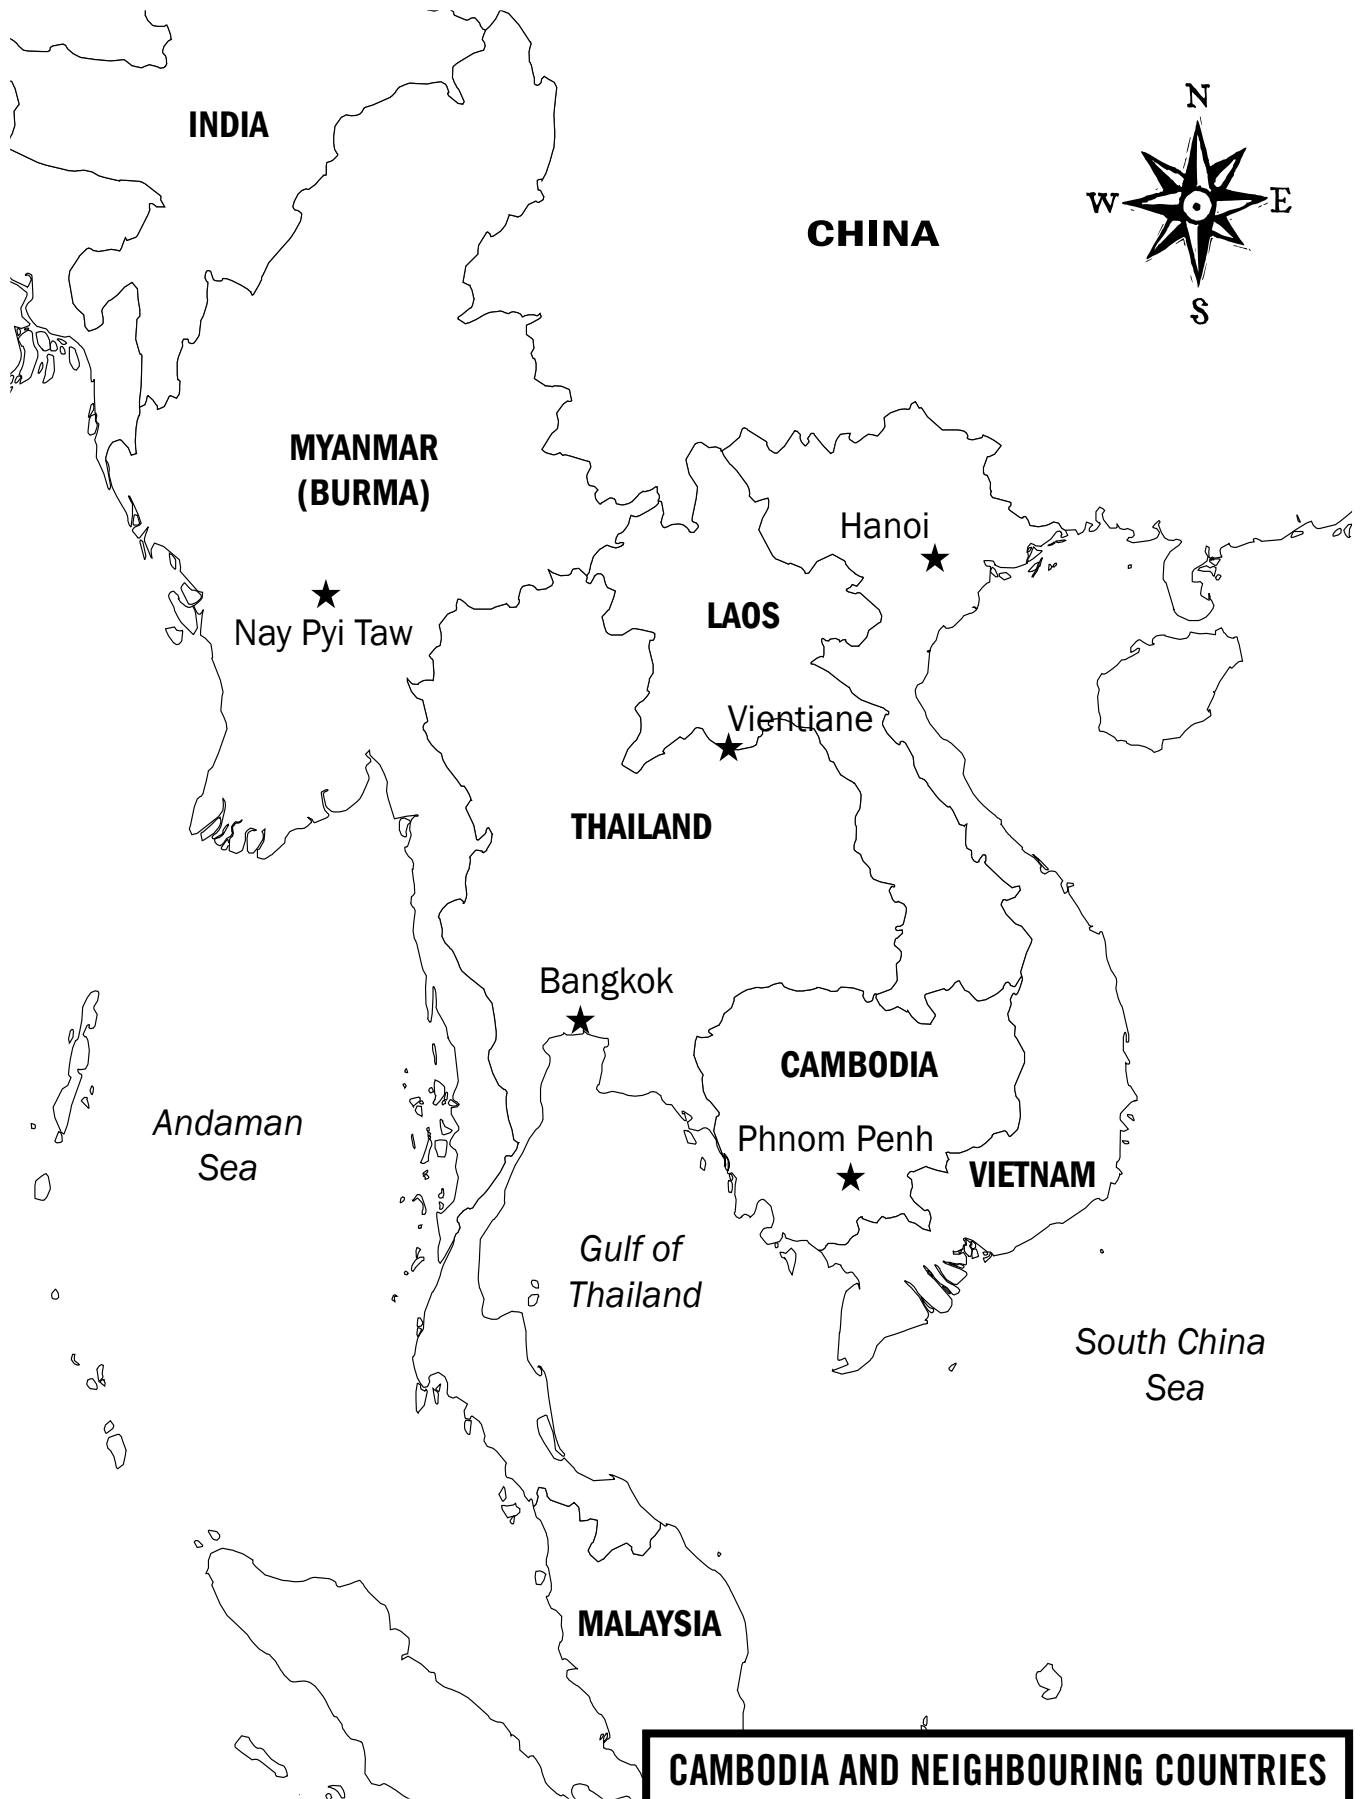 N
INDIA
W
E
CHINA
S
MYANMAR
(BURMA)
Hanoi
LAOS
Nay Pyi Taw
Vientiane
THAILAND
Bangkok
CAMBODIA
Andaman
Sea
Phnom Penh
VIETNAM
Gulf of
Thailand
South China
Sea
MALAYSIA
CAMBODIA AND NEIGHBOURING COUNTRIES